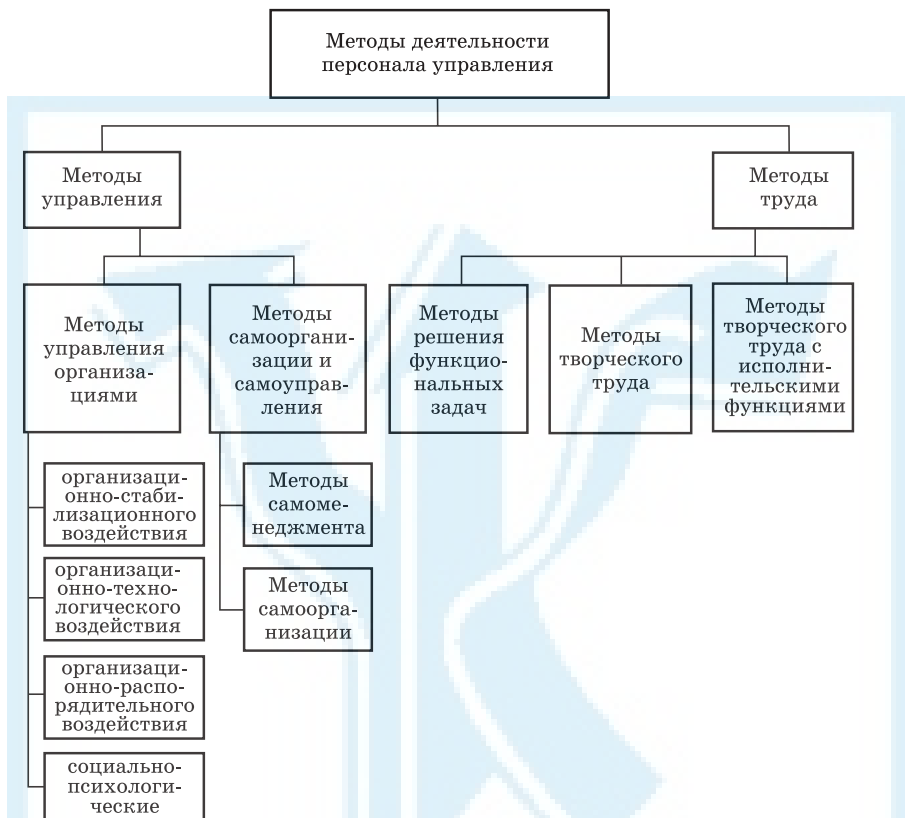 Методы деятельности
персонала управления
Методы
управления
Методы
труда
Методы
управления
организа-
циями
Методы
самооргани-
зации и
самоуправ-
ления
Методы
решения
функцио-
нальных
задач
Методы
творческого
труда
Методы
творческого
труда с
исполни-
тельскими
функциями
организаци-
онно-стаби-
лизационного
воздействия
организаци-
онно-техно-
логического
воздействия
организаци-
онно-распо-
рядительного
воздействия
социально-
психологи-
ческие
Методы
самоме-
неджмента
Методы
самоорга-
низации